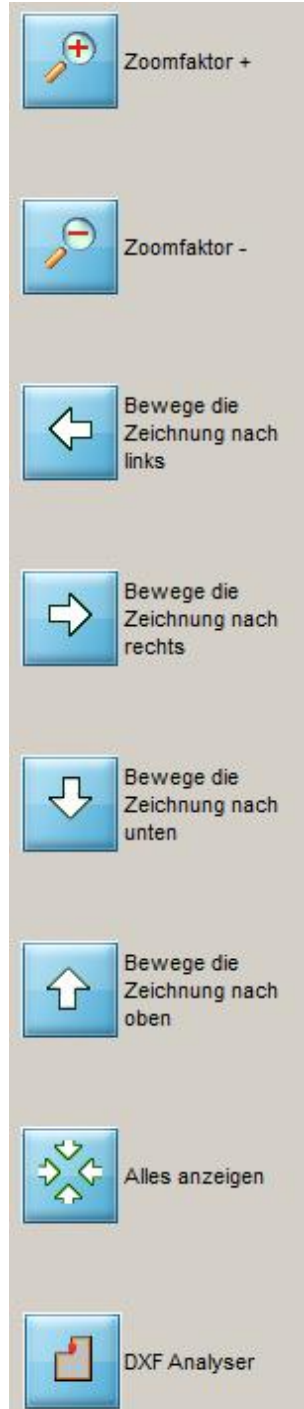 Zoomfaktor +
Zoomfaktor -
Bewege die
Zeichnung nach
links
Bewege die
Zeichnung nach
rechts
Bewege die
Zeichnung nach
unten
Bewege die
Zeichnung nach
oben
Alles anzeigen
DXF Analyser